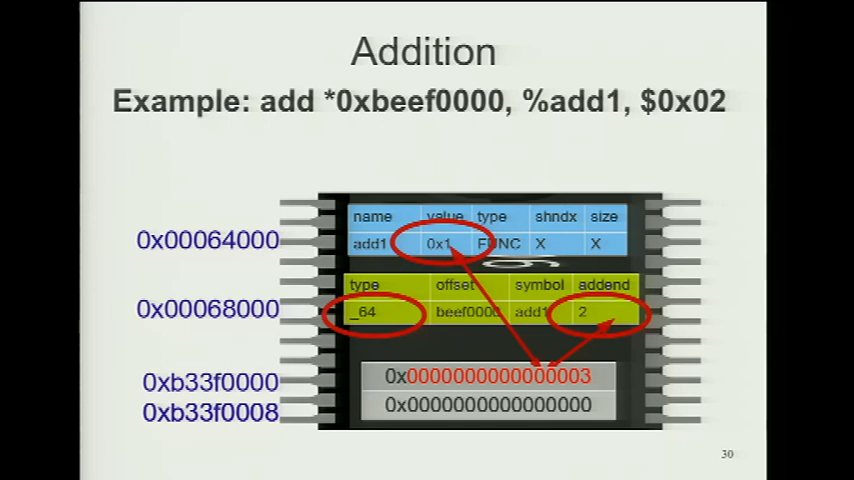 Addition
Example: add *0xbeef0000, %add1, $0x02
name value type shndx size
0x00064000 add1 0x1 FUNC X X
type offset symbol addend
0x00068000 _64 beef0000 add1 2
0xb33f0000 0x0000000000000003
0xb33f0008 0x0000000000000000
30